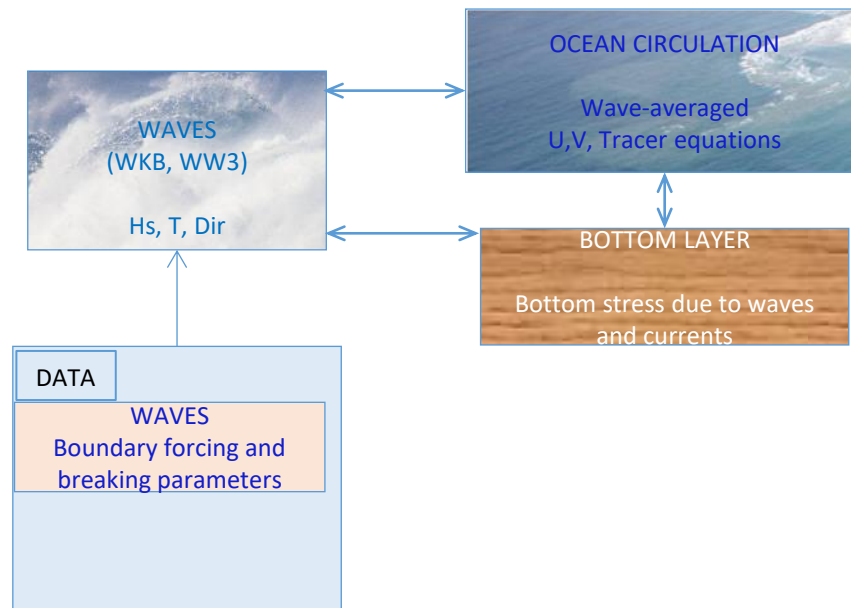 OCEAN CIRCULATION
Wave-averaged
U,V, Tracer equations
WAVES
(WKB, WW3)
Hs, T, Dir
BOTTOM LAYER
Bottom stress due to waves
and currents
DATA
WAVES
Boundary forcing and
breaking parameters